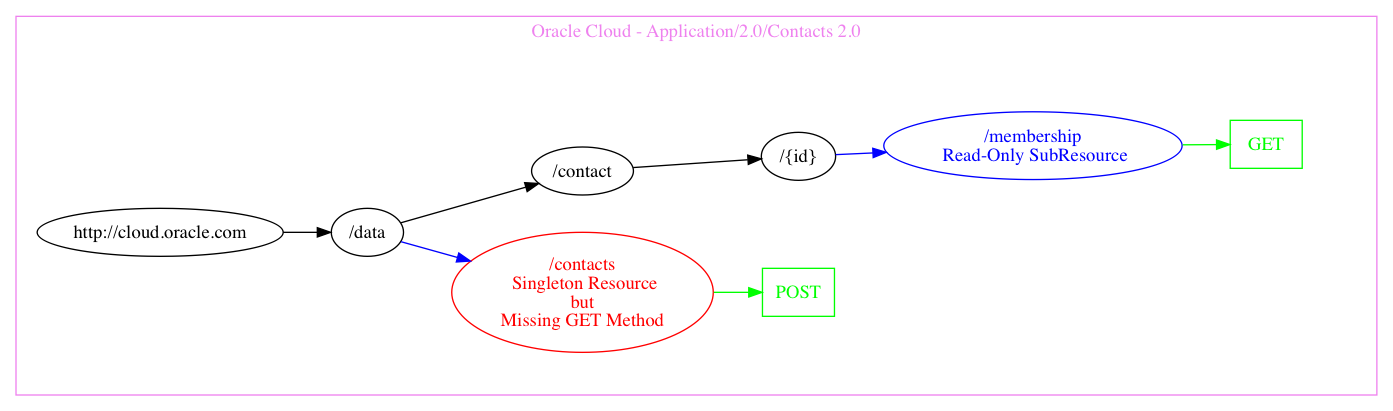 Oracle Cloud - Application/2.0/Contacts 2.0
http://cloud.oracle.com
/data
/contact
/{id}
/membership
Read-Only SubResource
GET
/contacts
Singleton Resource
but
Missing GET Method
POST